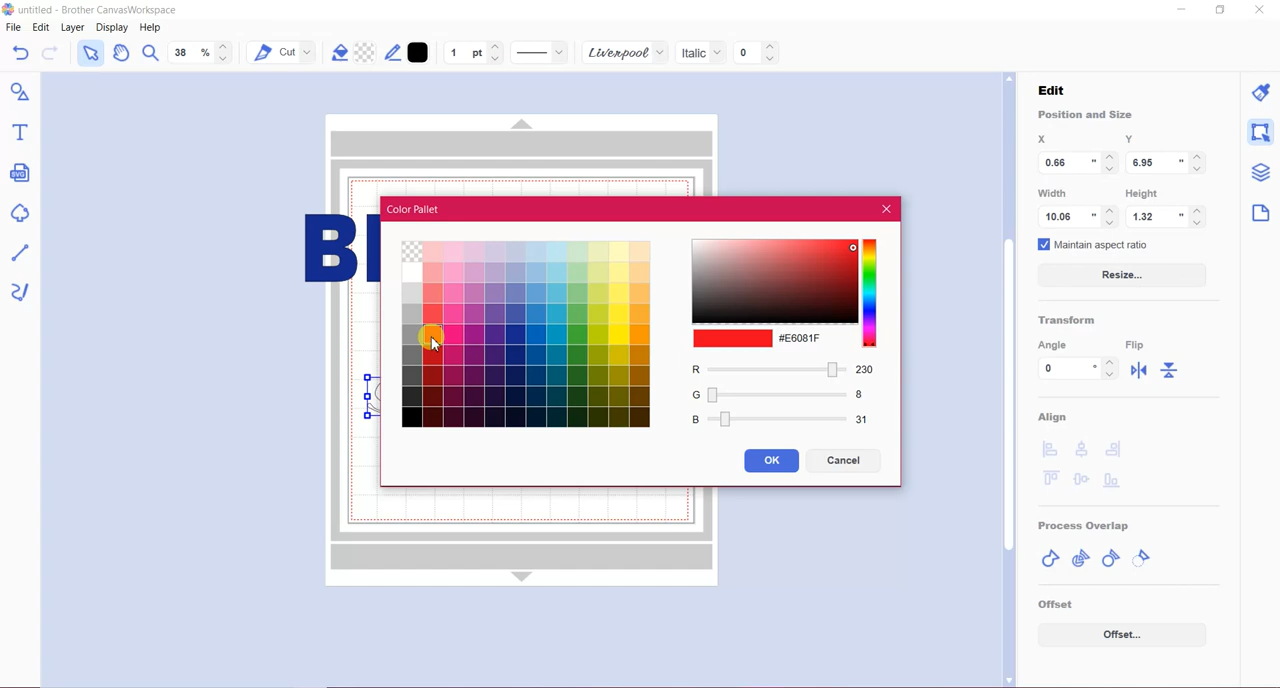 untitled - Brother CanvasWorkspace
File Edit Layer Display Help
38 % Cut 1 pt Liverpool Italic 0
T
SVG
Edit
Position and Size
X Y
0.66 " 6.95 "
Width Height
10.06 " 1.32 "
Maintain aspect ratio
Resize...
Transform
Angle Flip
0 °
Align
Process Overlap
Offset
Offset...
B
Color Pallet
#E6081F
R 230
G 8
B 31
OK Cancel